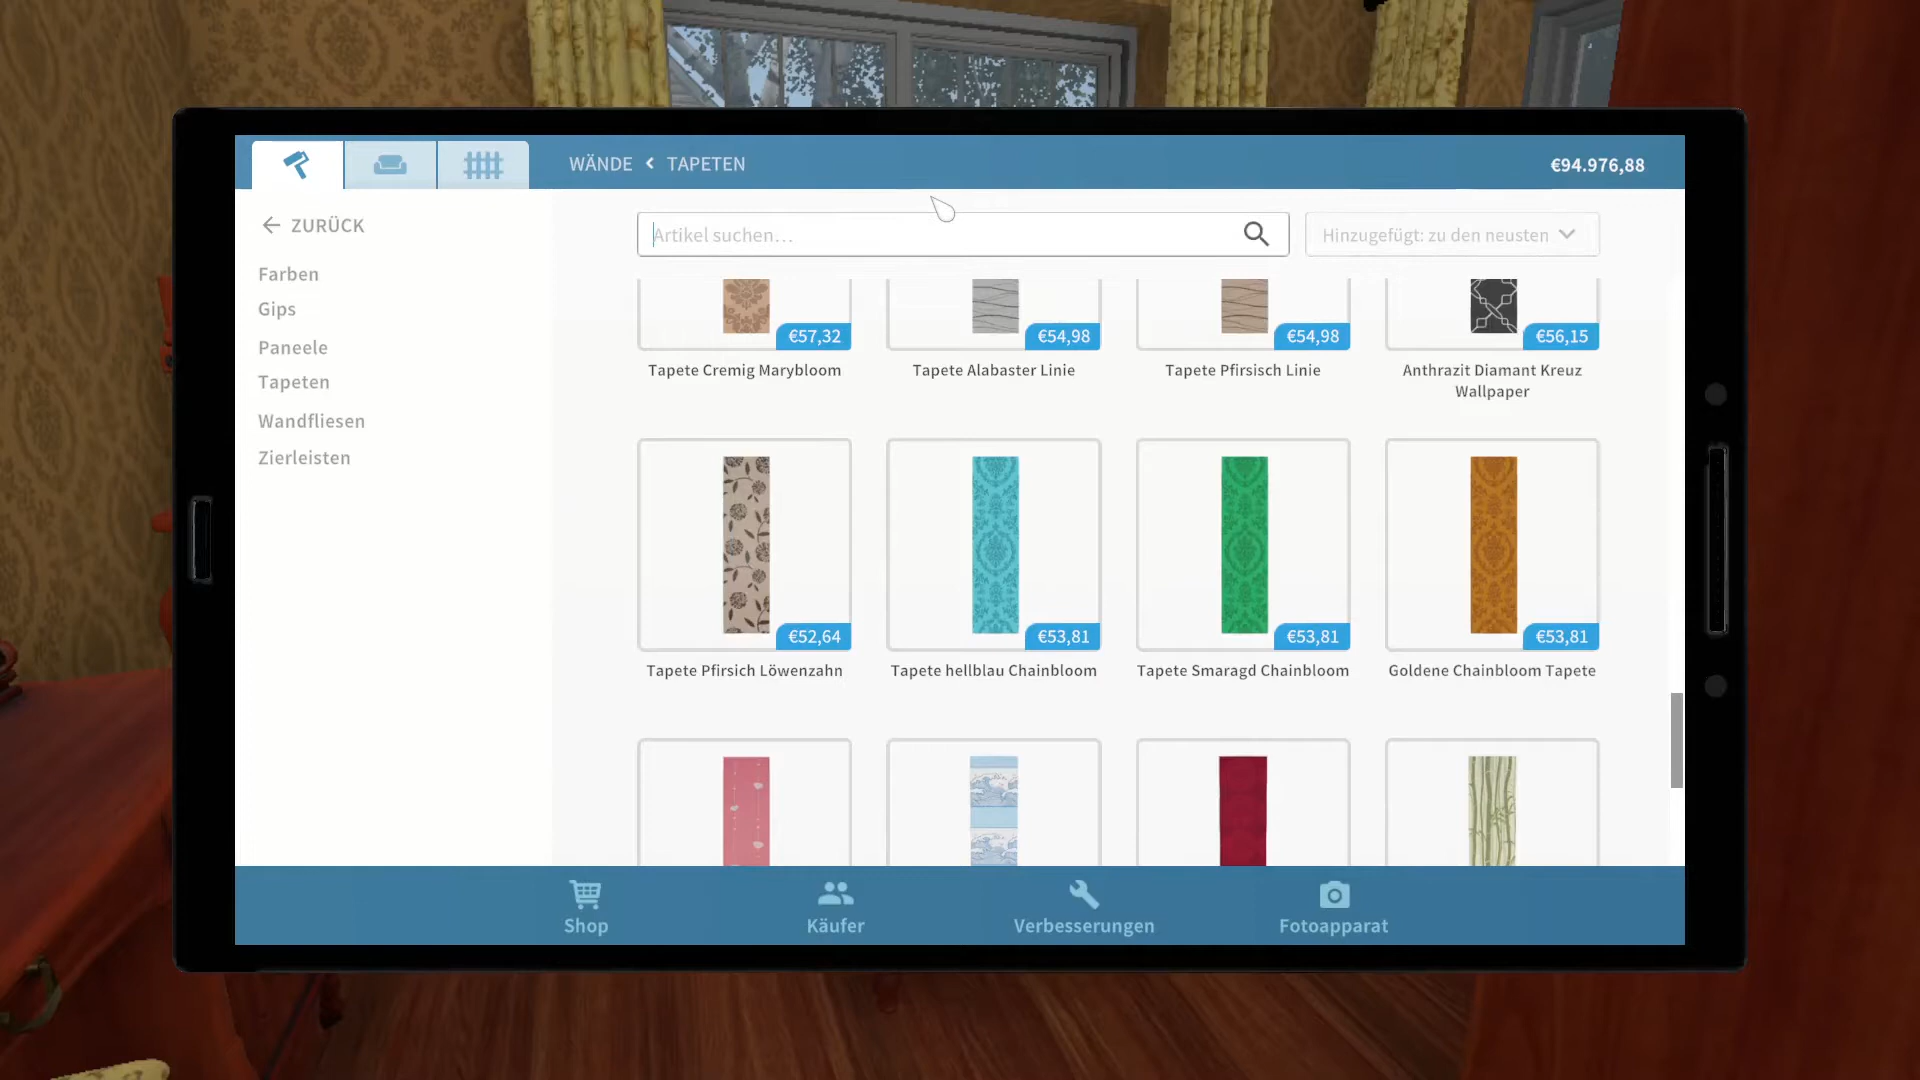 WÄNDE < TAPETEN
€94.976,88
ZURÜCK
Artikel suchen...
Hinzugefügt: zu den neusten
Farben
Gips
Paneele
Tapeten
Wandfliesen
Zierleisten
€57,32
€54,98
€54,98
€56,15
Tapete Cremig Marybloom
Tapete Alabaster Linie
Tapete Pfirsisch Linie
Anthrazit Diamant Kreuz
Wallpaper
€52,64
€53,81
€53,81
€53,81
Tapete Pfirsich Löwenzahn
Tapete hellblau Chainbloom
Tapete Smaragd Chainbloom
Goldene Chainbloom Tapete
Shop
Käufer
Verbesserungen
Fotoapparat